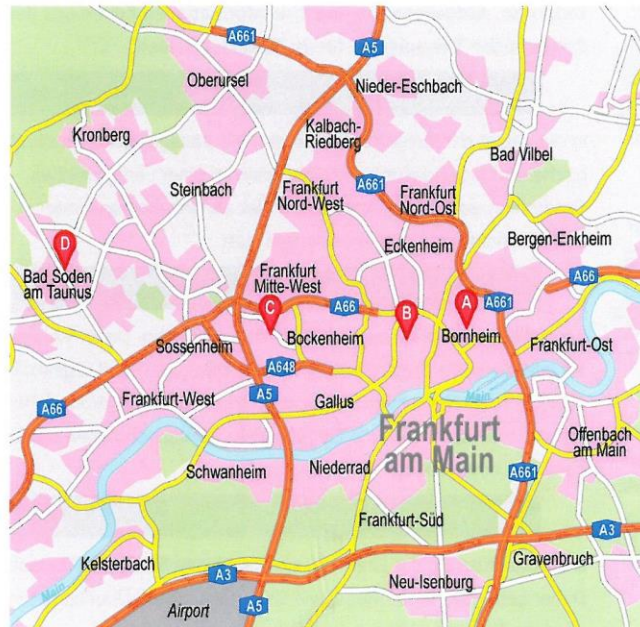 A661
A5
Oberursel
Nieder-Eschbach
Kalbach-
Riedberg
Kronberg
Bad Vilbel
Steinbach
Frankfurt
Nord-West
A661
Frankfurt
Nord-Ost
D
Eckenheim
Bergen-Enkheim
Bad Soden
am Taunus
Frankfurt
Mitte-West
A66
C
A66
B
A
A661
Bockenheim
Bornheim
Sossenheim
Frankfurt-Ost
A648
Frankfurt-West
A5
Gallus
Main
A66
Frankfurt
am Main
Offenbach
am Main
Schwanheim
Niederrad
A661
Frankfurt-Süd
A3
Kelsterbach
Gravenbruch
A3
Neu-Isenburg
Main
Airport
A5